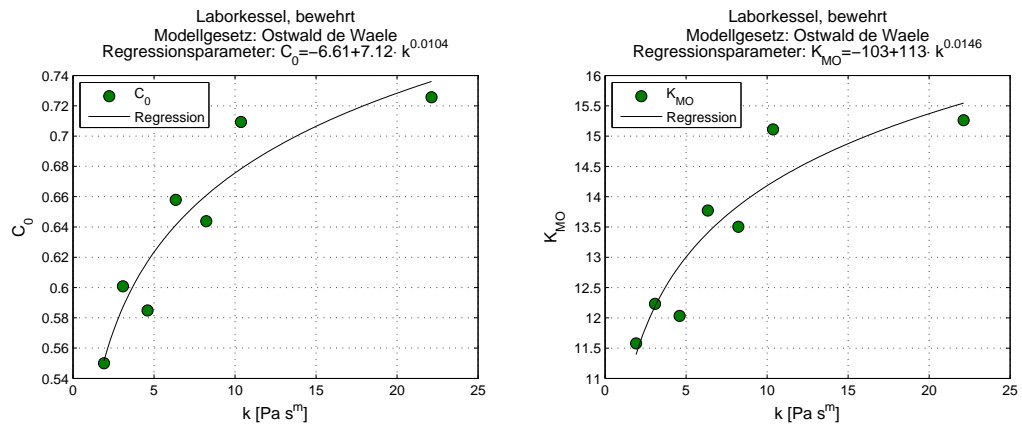 Laborkessel, bewehrt
Modellgesetz: Ostwald de Waele
Regressionsparameter: C₀=−6.61+7.12· k^0.0104
0.74
0.72
0.7
0.68
0.66
0.64
0.62
0.6
0.58
0.56
0.54
C₀
C₀
Regression
0
5
10
15
20
25
k [Pa s^m]
Laborkessel, bewehrt
Modellgesetz: Ostwald de Waele
Regressionsparameter: K_MO=−103+113· k^0.0146
16
15.5
15
14.5
14
13.5
13
12.5
12
11.5
11
K_MO
K_MO
Regression
0
5
10
15
20
25
k [Pa s^m]